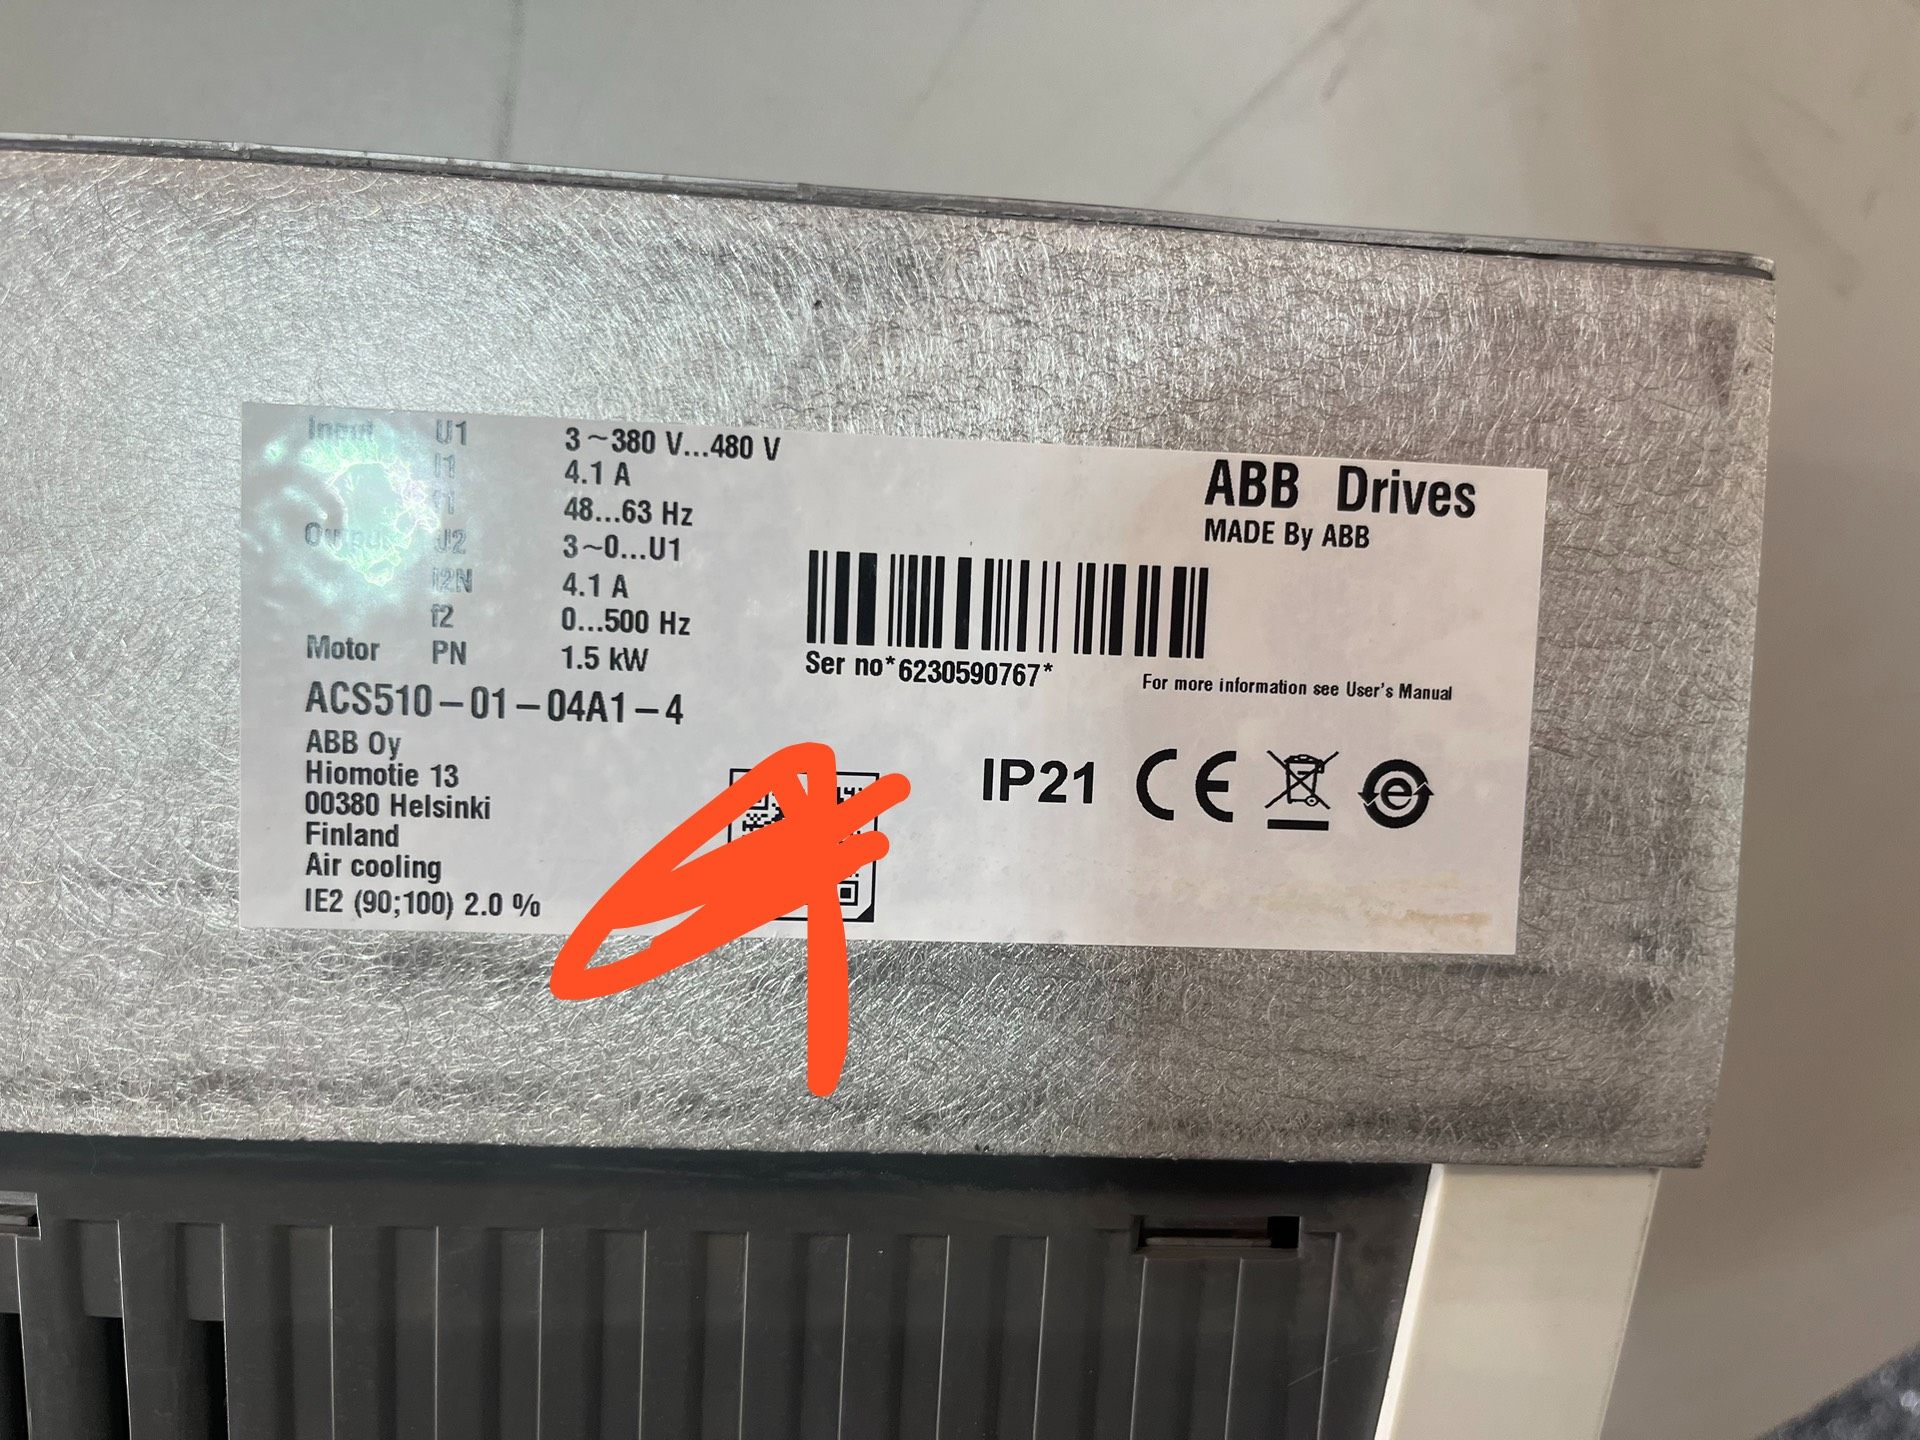 Input U1 3~380 V...480 V
I1 4.1 A
f1 48...63 Hz
Output U2 3~0...U1
I2N 4.1 A
f2 0...500 Hz
Motor PN 1.5 kW
ACS510-01-04A1-4
ABB Oy
Hiomotie 13
00380 Helsinki
Finland
Air cooling
IE2 (90;100) 2.0 %
Ser no*6230590767*
ABB Drives
MADE By ABB
For more information see User's Manual
IP21 CE